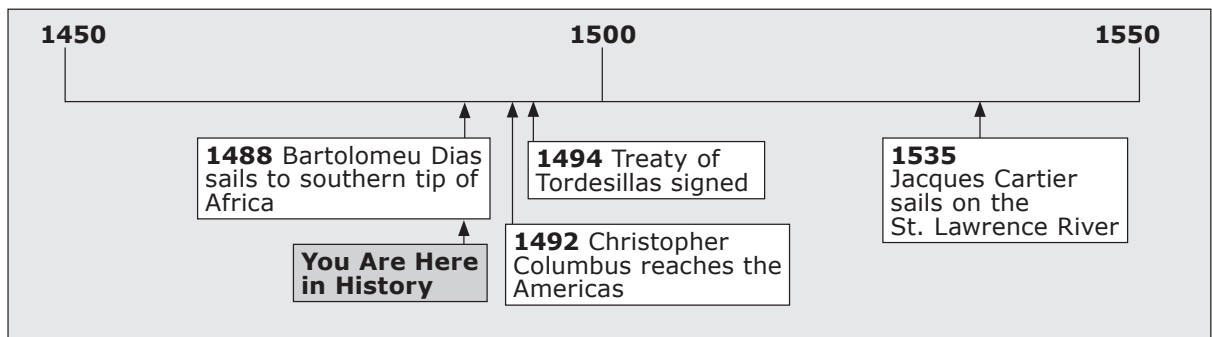 1450
1500
1550
1488 Bartolomeu Dias
sails to southern tip of
Africa
You Are Here
in History
1492 Christopher
Columbus reaches the
Americas
1494 Treaty of
Tordesillas signed
1535
Jacques Cartier
sails on the
St. Lawrence River